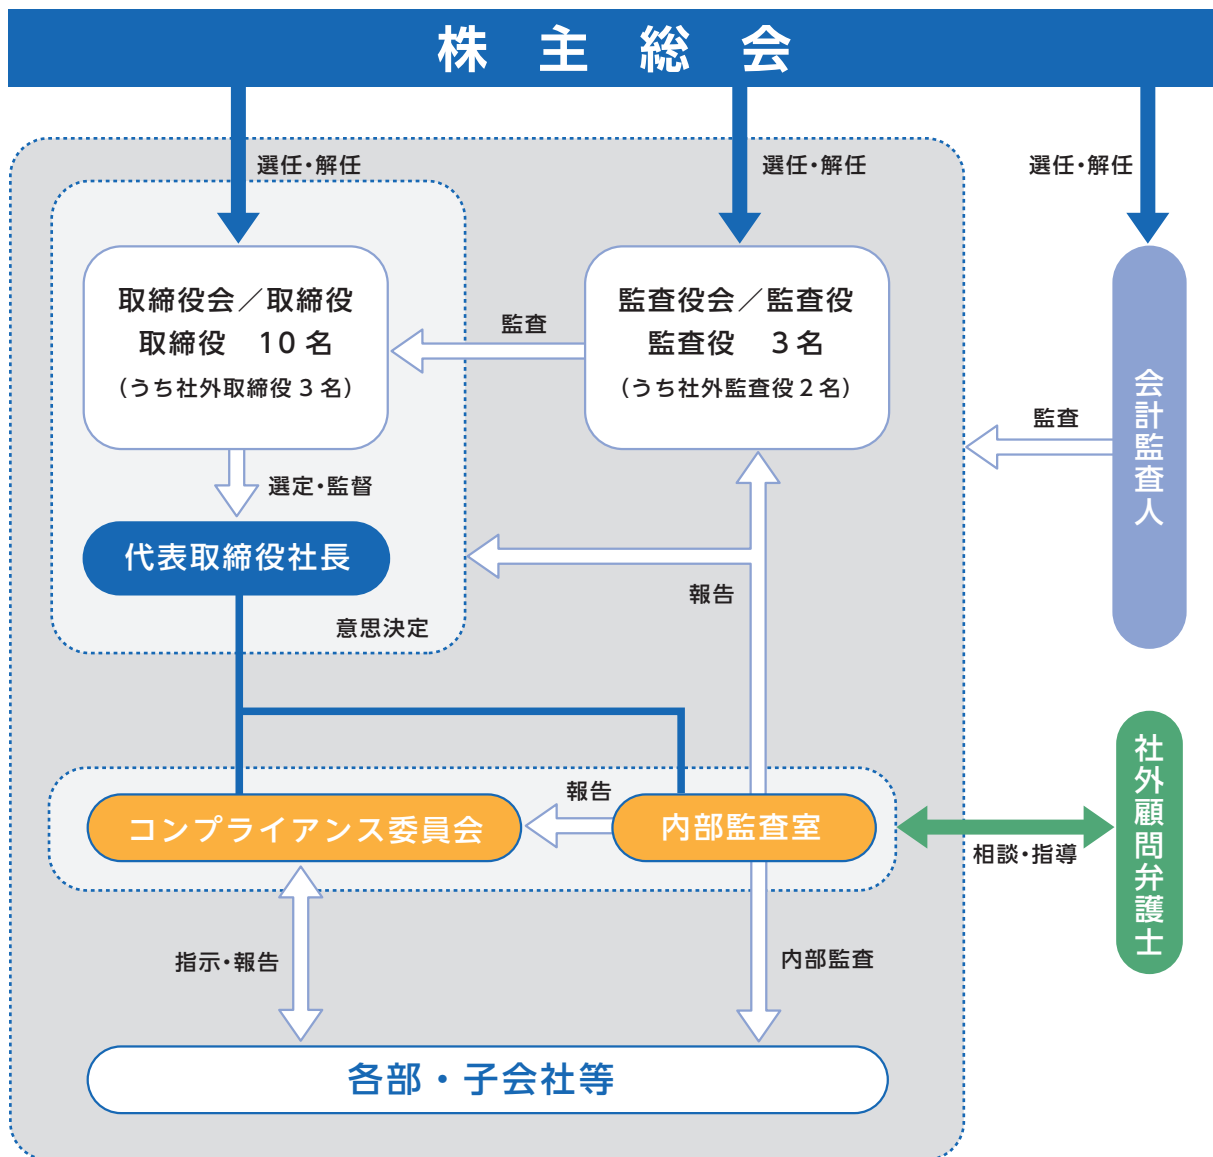 株主総会
選任・解任
選任・解任
選任・解任
取締役会／取締役
取締役　10名
（うち社外取締役3名）
監査
監査役会／監査役
監査役　3名
（うち社外監査役2名）
監査
会計監査人
選定・監督
代表取締役社長
意思決定
報告
コンプライアンス委員会
報告
内部監査室
相談・指導
社外顧問弁護士
指示・報告
内部監査
各部・子会社等